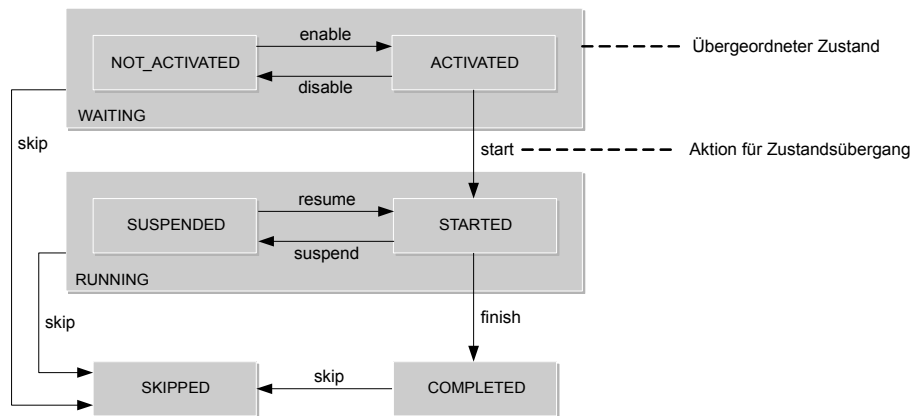 enable
Übergeordneter Zustand
NOT_ACTIVATED
ACTIVATED
disable
WAITING
skip
start
Aktion für Zustandsübergang
resume
SUSPENDED
STARTED
suspend
RUNNING
skip
finish
skip
SKIPPED
COMPLETED